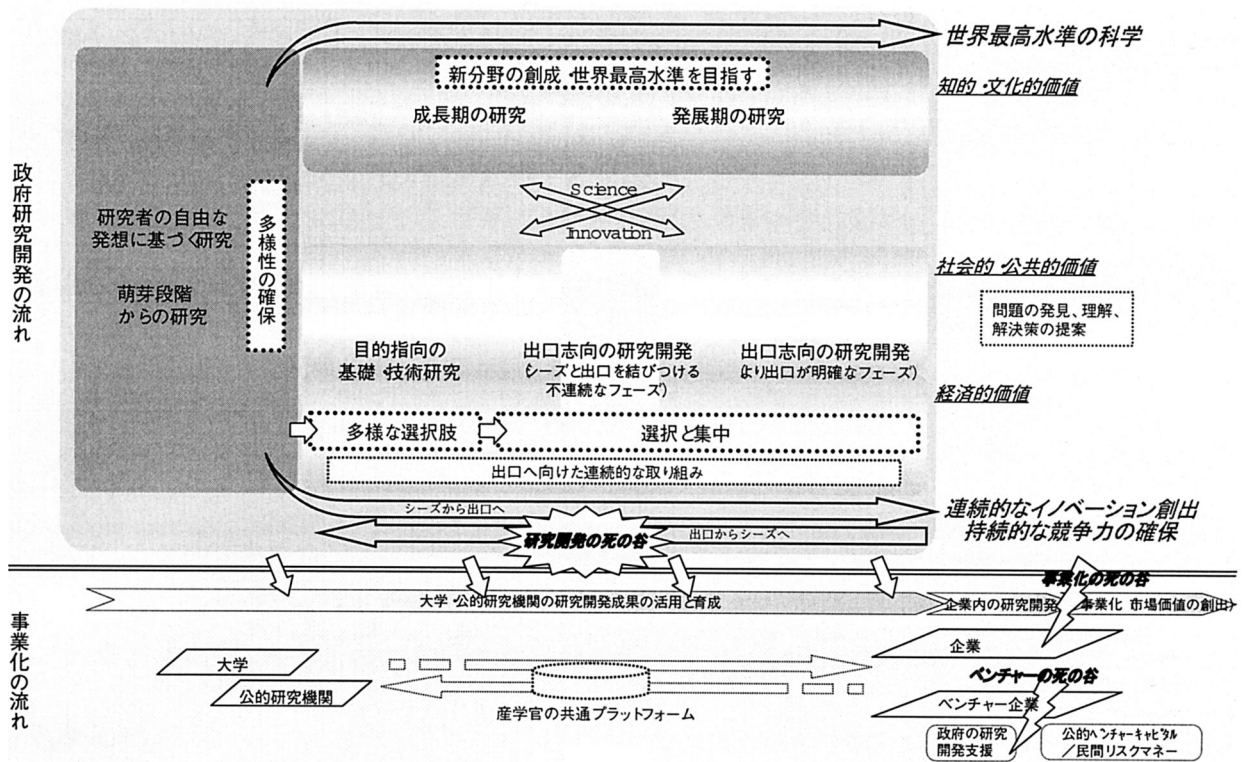 世界最高水準の科学
新分野の創成・世界最高水準を目指す
知的・文化的価値
成長期の研究
発展期の研究
政府研究開発の流れ
Science
Innovation
研究者の自由な
発想に基づく研究
多様性の確保
萌芽段階
からの研究
社会的・公共的価値
問題の発見、理解、
解決策の提案
目的指向の
基礎・技術研究
出口志向の研究開発
(シーズと出口を結びつける
不連続なフェーズ)
出口志向の研究開発
(より出口が明確なフェーズ)
経済的価値
多様な選択肢
選択と集中
出口へ向けた連続的な取り組み
シーズから出口へ
連続的なイノベーション創出
持続的な競争力の確保
研究開発の死の谷
出口からシーズへ
事業化の死の谷
大学・公的研究機関の研究開発成果の活用と育成
企業内の研究開発
事業化・市場価値の創出
事業化の流れ
企業
大学
ベンチャーの死の谷
公的研究機関
ベンチャー企業
産学官の共通プラットフォーム
政府の研究
開発支援
公的ベンチャーキャピタル
/民間リスクマネー